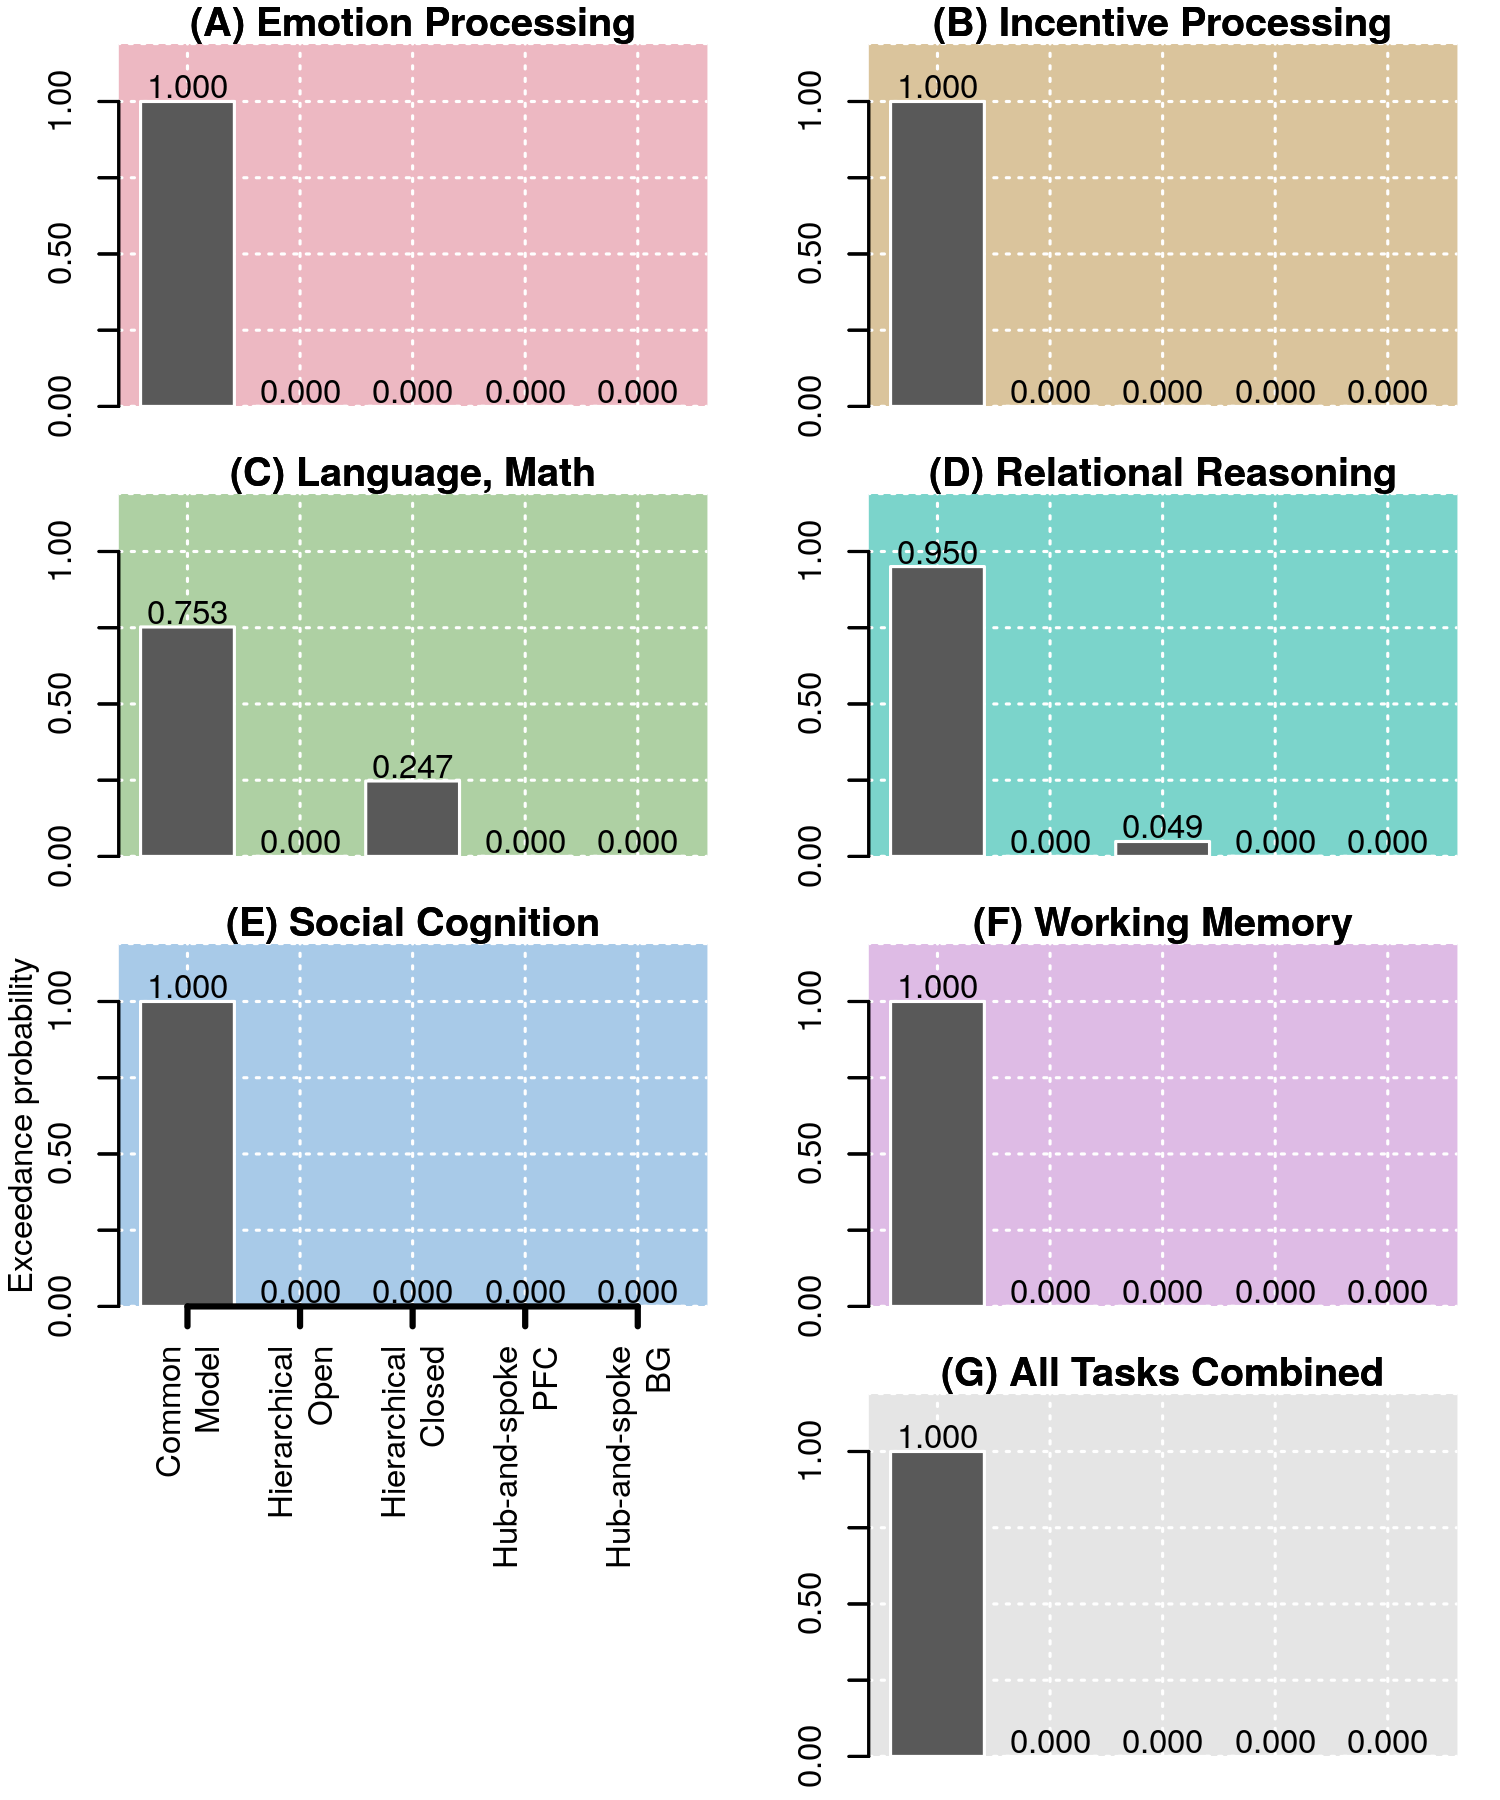 (A) Emotion Processing
1.00
0.50
0.00
1.000
0.000 0.000 0.000 0.000
(B) Incentive Processing
1.00
0.50
0.00
1.000
0.000 0.000 0.000 0.000
(C) Language, Math
1.00
0.50
0.00
0.753
0.247
0.000 0.000 0.000
(D) Relational Reasoning
1.00
0.50
0.00
0.950
0.049
0.000 0.000 0.000
(E) Social Cognition
Exceedance probability
1.00
0.50
0.00
1.000
0.000 0.000 0.000 0.000
Common
Model
Hierarchical
Open
Hierarchical
Closed
Hub-and-spoke
PFC
Hub-and-spoke
BG
(F) Working Memory
1.00
0.50
0.00
1.000
0.000 0.000 0.000 0.000
(G) All Tasks Combined
1.00
0.50
0.00
1.000
0.000 0.000 0.000 0.000